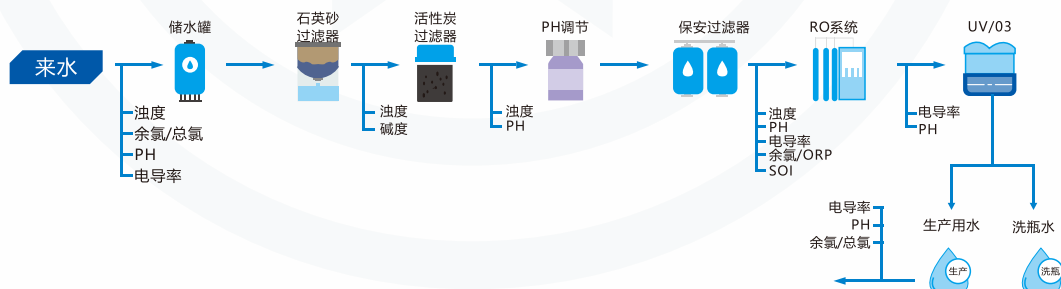 来水
储水罐
石英砂
过滤器
活性炭
过滤器
PH调节
保安过滤器
RO系统
UV/03
浊度
余氯/总氯
PH
电导率
浊度
碱度
浊度
PH
浊度
PH
电导率
余氯/ORP
SOI
电导率
PH
生产用水
洗瓶水
电导率
PH
余氯/总氯
生产
洗瓶